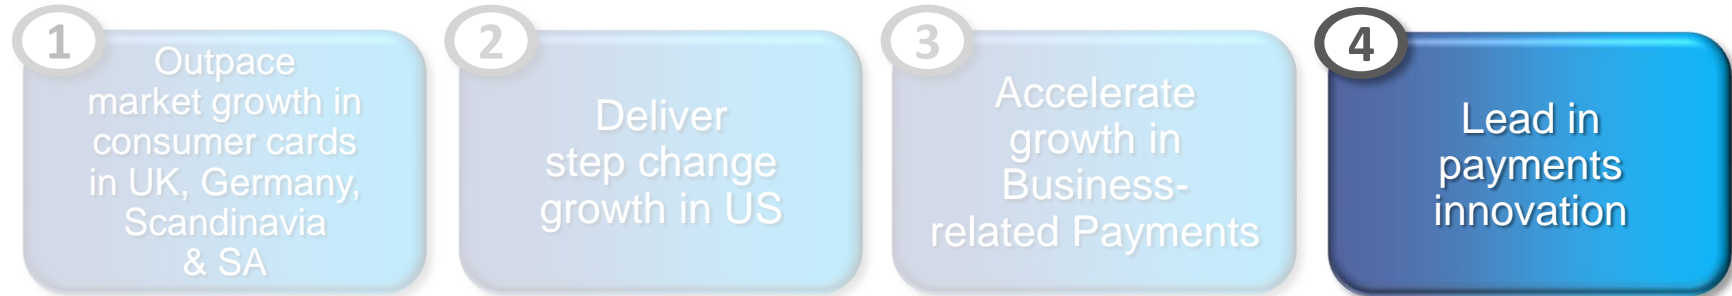 1
Outpace
market growth in
consumer cards
in UK, Germany,
Scandinavia
& SA
2
Deliver
step change
growth in US
3
Accelerate
growth in
Business-
related Payments
4
Lead in
payments
innovation